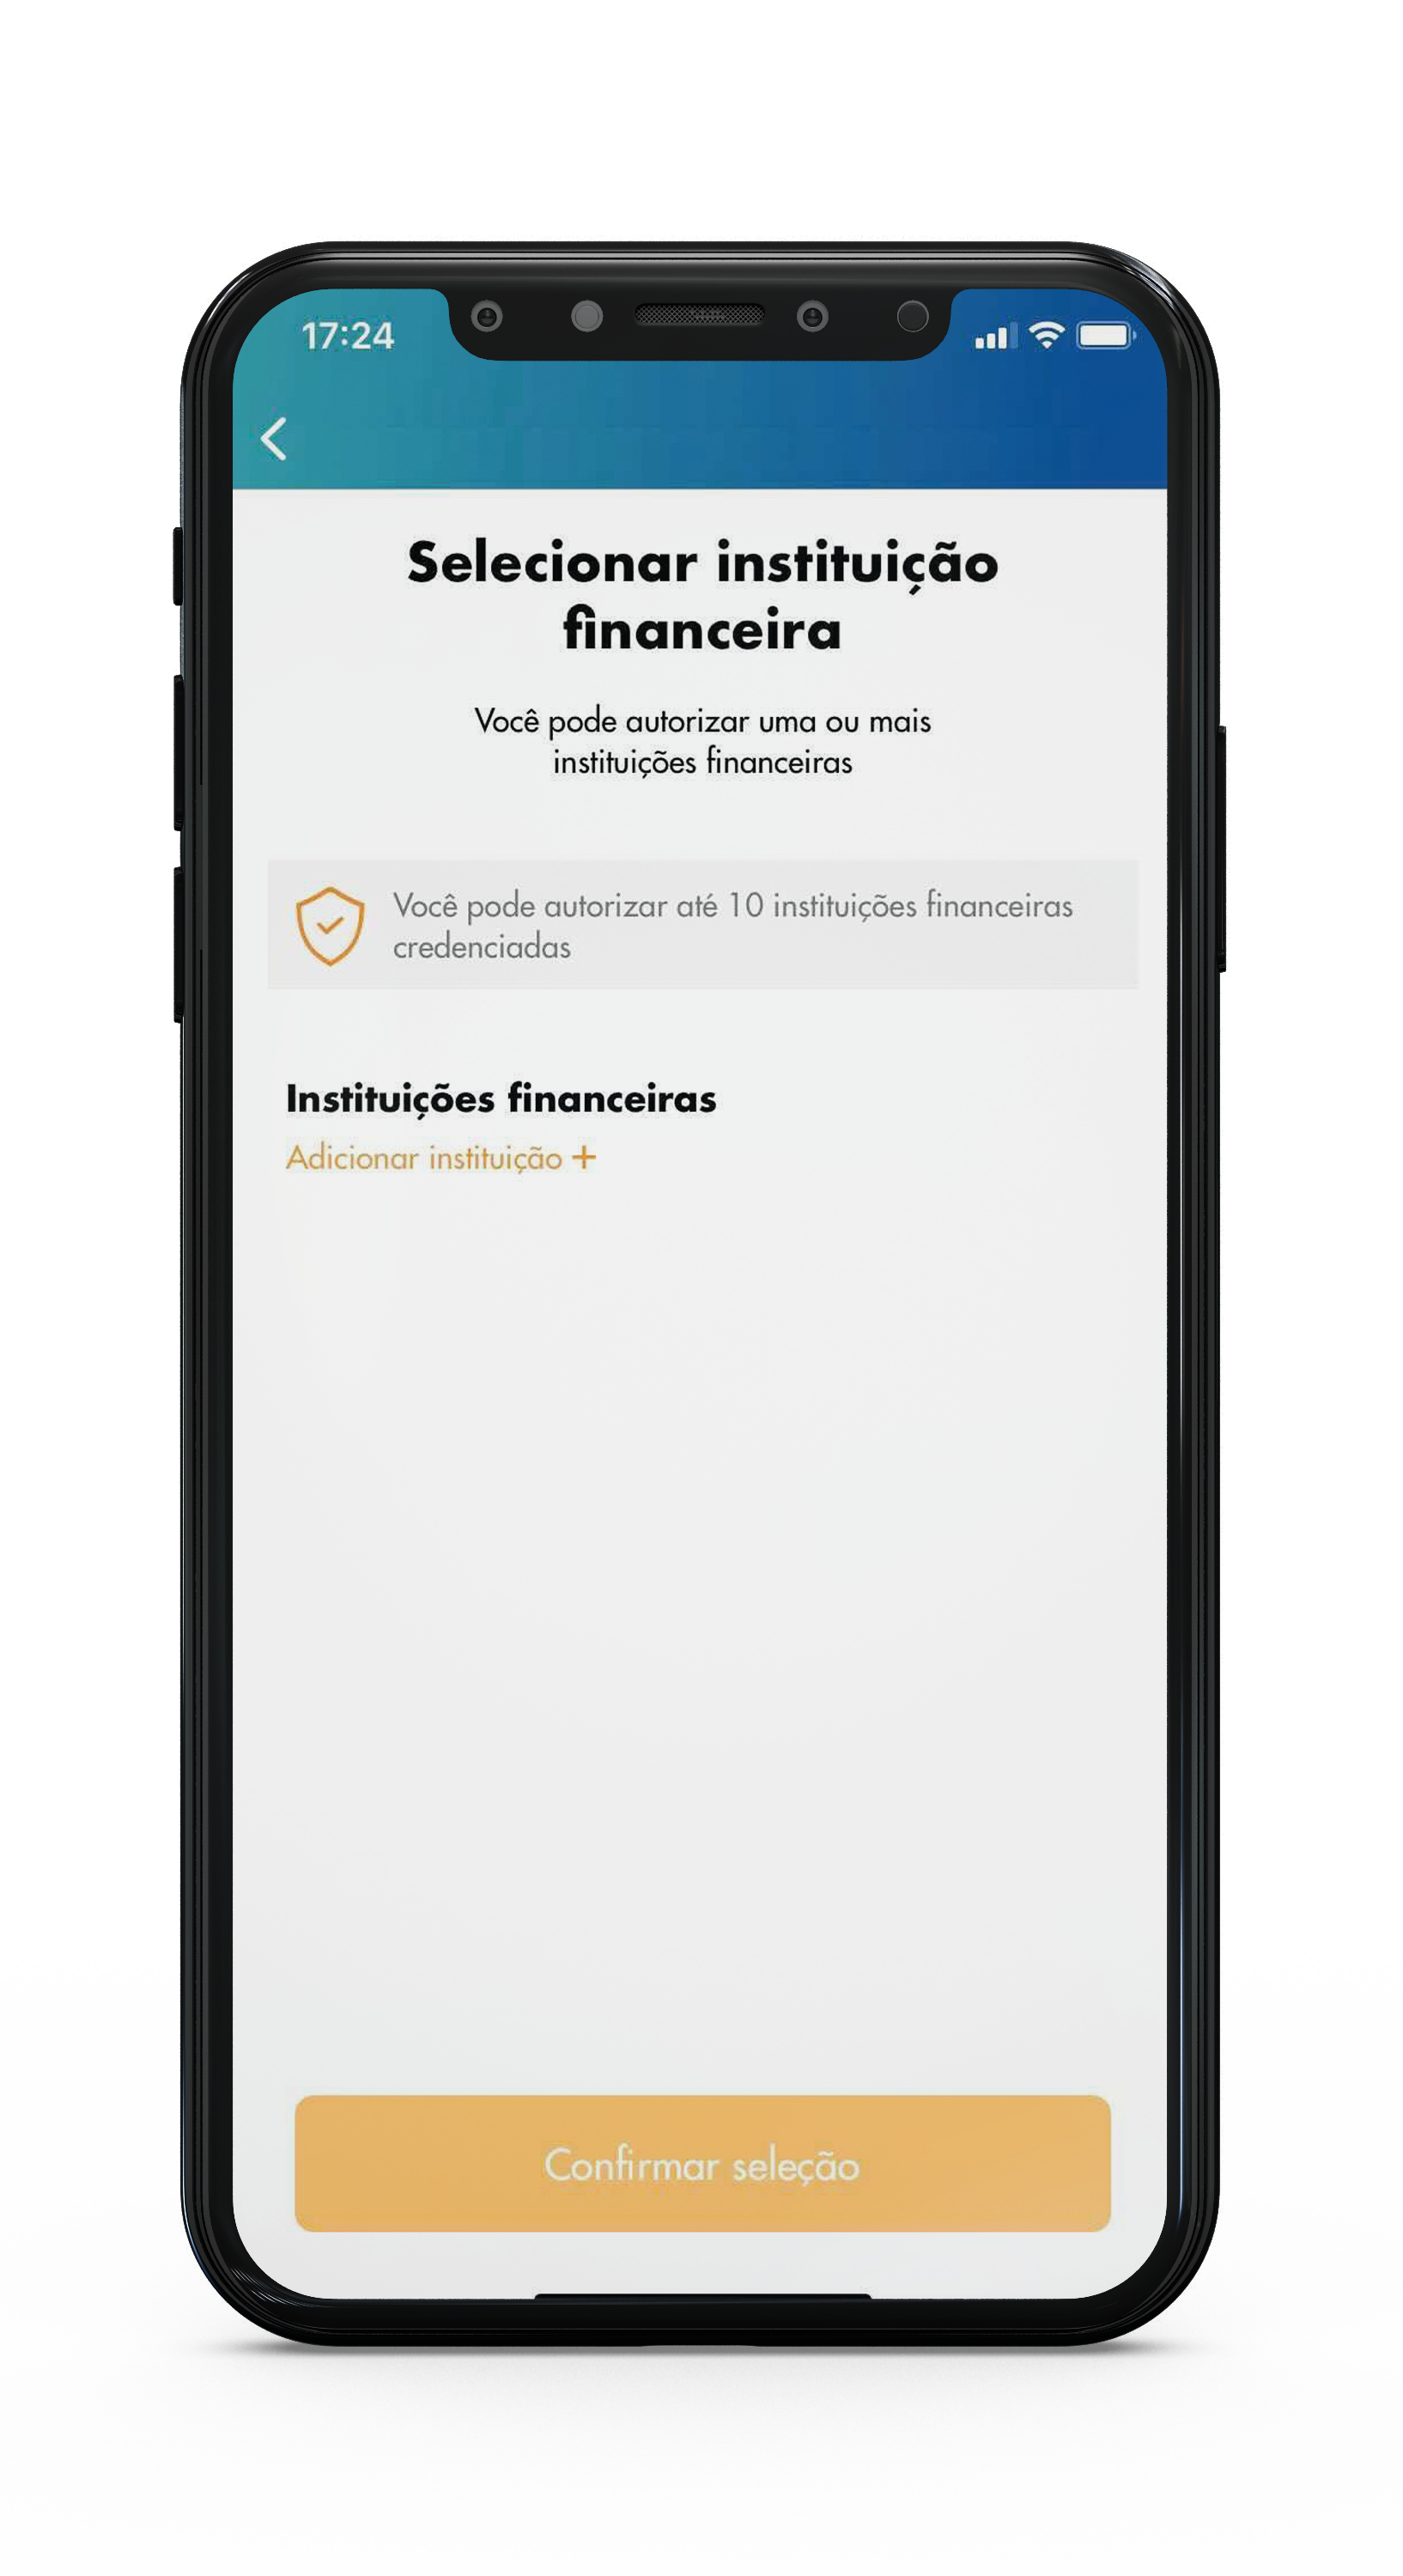 17:24
Selecionar instituição
financeira
Você pode autorizar uma ou mais
instituições financeiras
Você pode autorizar até 10 instituições financeiras
credenciadas
Instituições financeiras
Adicionar instituição +
Confirmar seleção